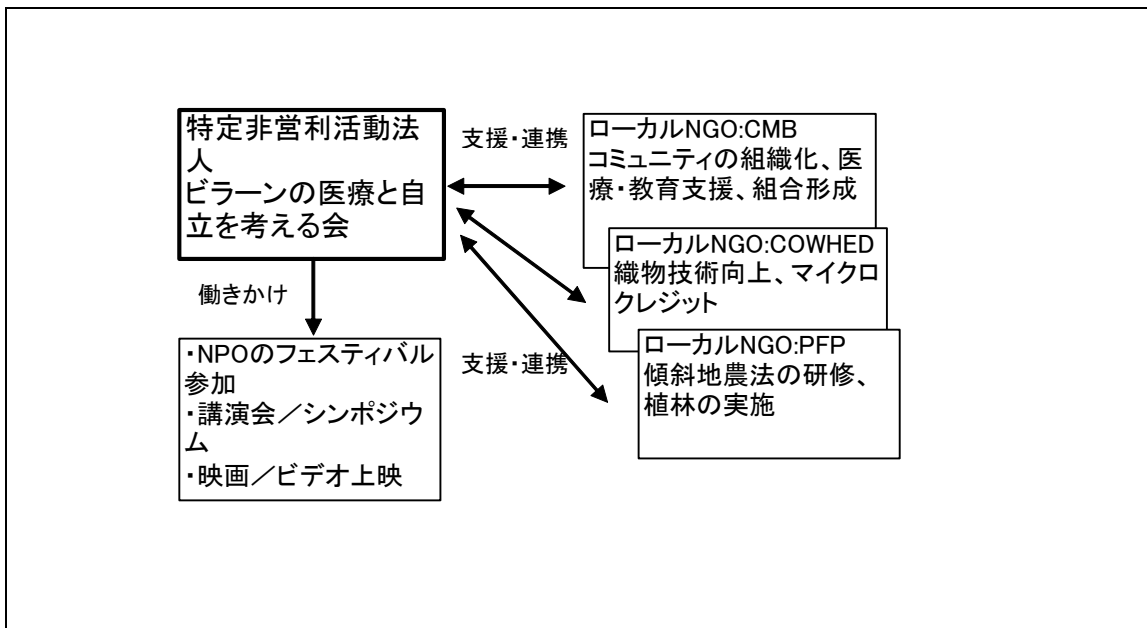 特定非営利活動法
人
ビラーンの医療と自
立を考える会
支援・連携
ローカルNGO:CMB
コミュニティの組織化、医
療・教育支援、組合形成
ローカルNGO:COWHED
織物技術向上、マイクロ
クレジット
働きかけ
・NPOのフェスティバル
参加
・講演会／シンポジウ
ム
・映画／ビデオ上映
支援・連携
ローカルNGO:PFP
傾斜地農法の研修、
植林の実施